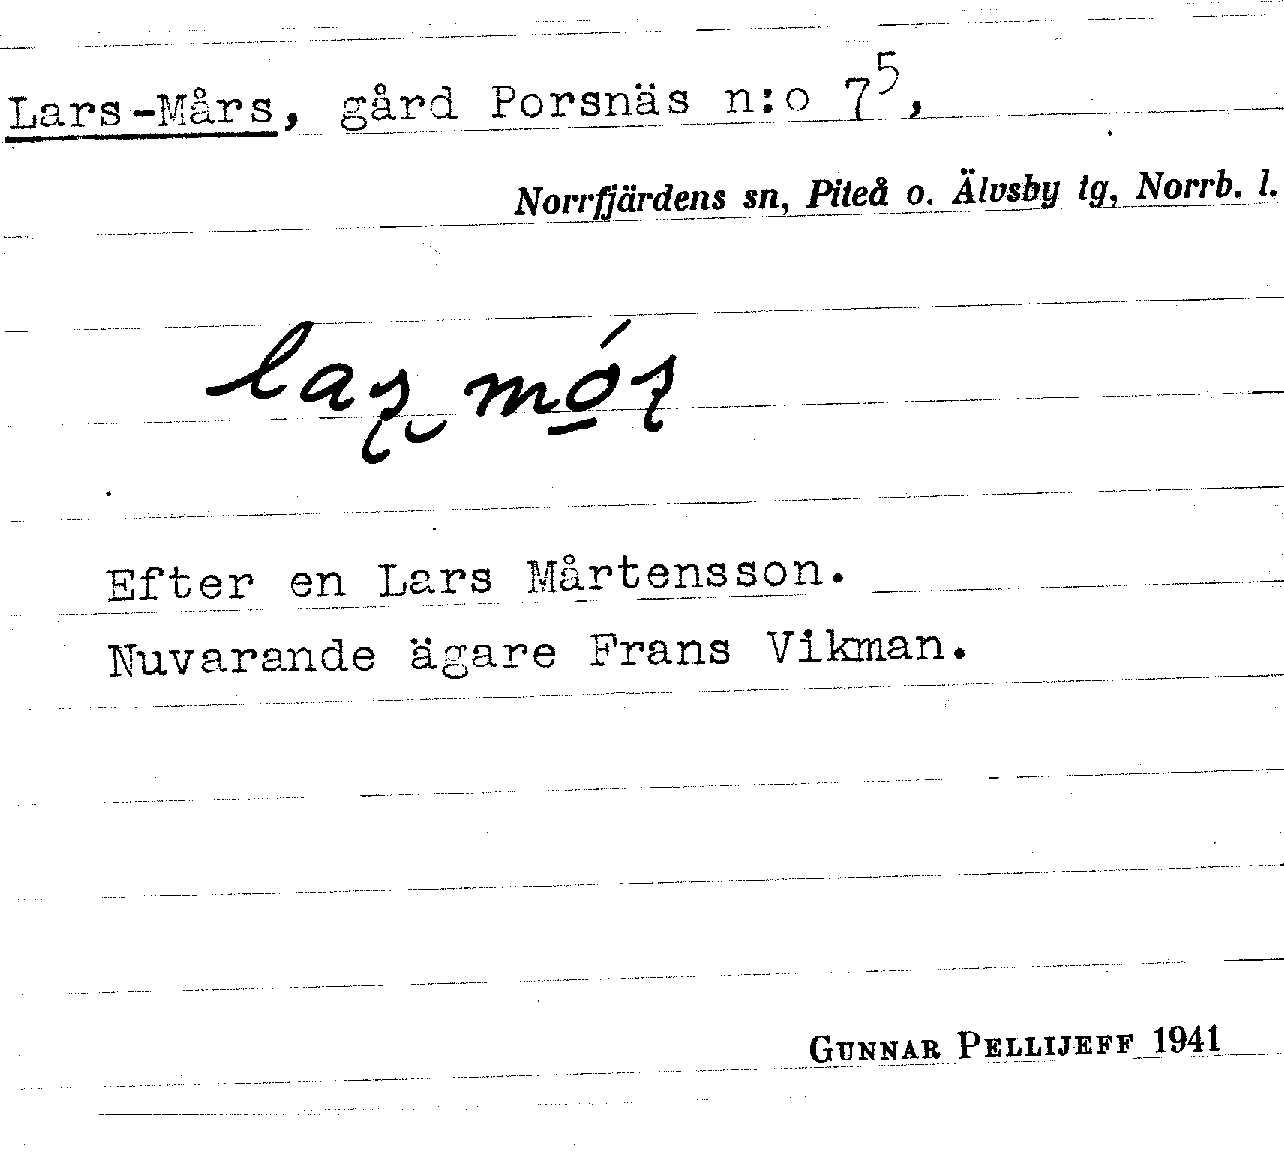 Lars-Mårs, gård Porsnäs n:o 7⁵,
Norrfjärdens sn, Piteå o. Älvsby tg, Norrb. l.
Efter en Lars Mårtensson.
Nuvarande ägare Frans Vikman.
GUNNAR PELLIJEFF 1941